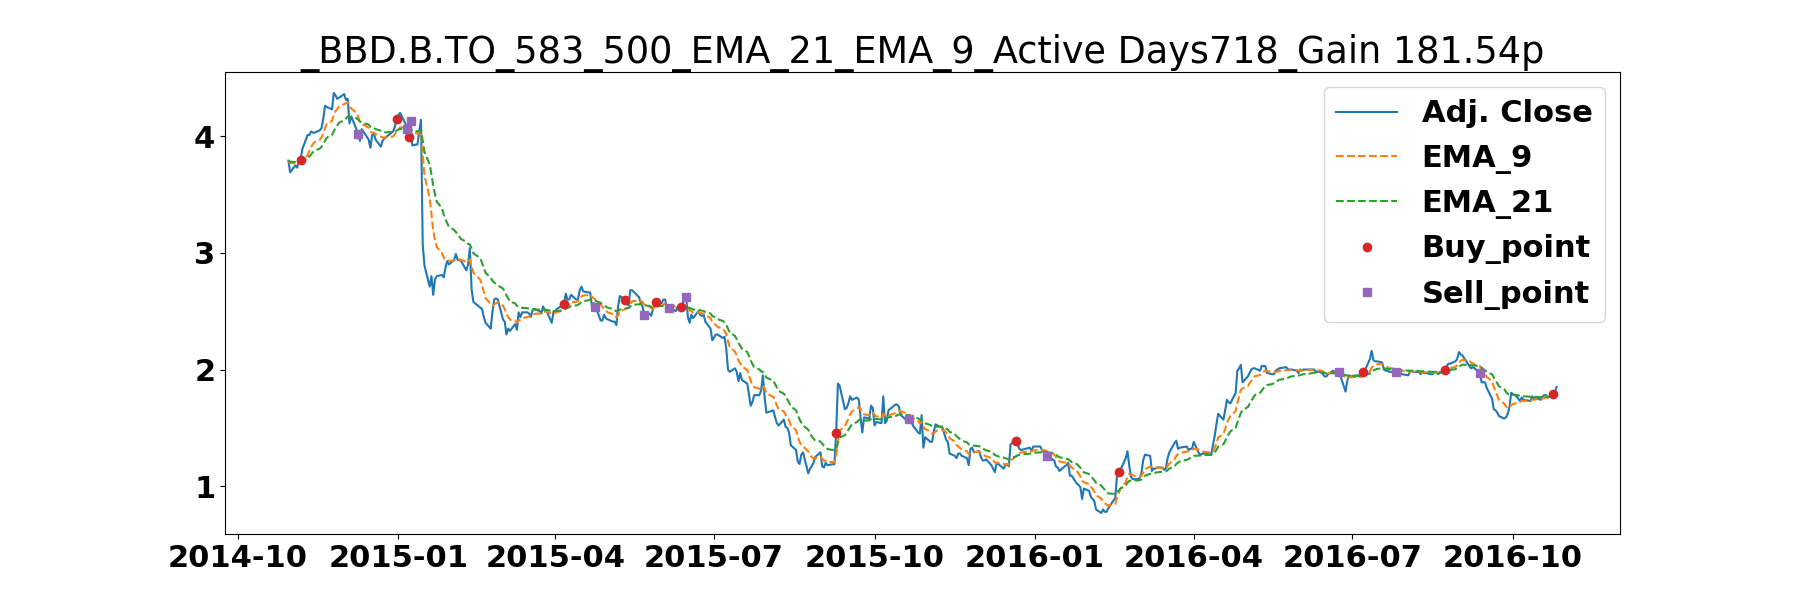 _BBD.B.TO_583_500_EMA_21_EMA_9_Active Days718_Gain 181.54p
Adj. Close
EMA_9
EMA_21
Buy_point
Sell_point
4
3
2
1
2014-10 2015-01 2015-04 2015-07 2015-10 2016-01 2016-04 2016-07 2016-10